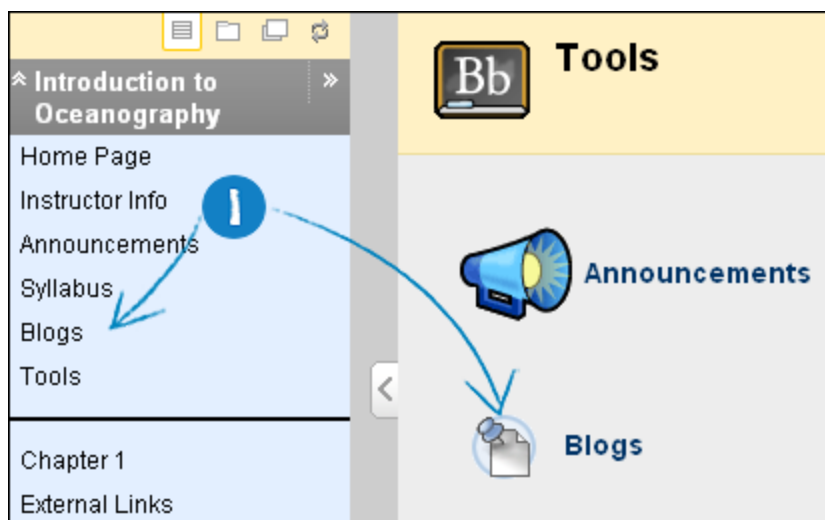 Introduction to
Oceanography
Home Page
Instructor Info
Announcements
Syllabus
Blogs
Tools
Chapter 1
External Links
1
Bb
Tools
Announcements
Blogs